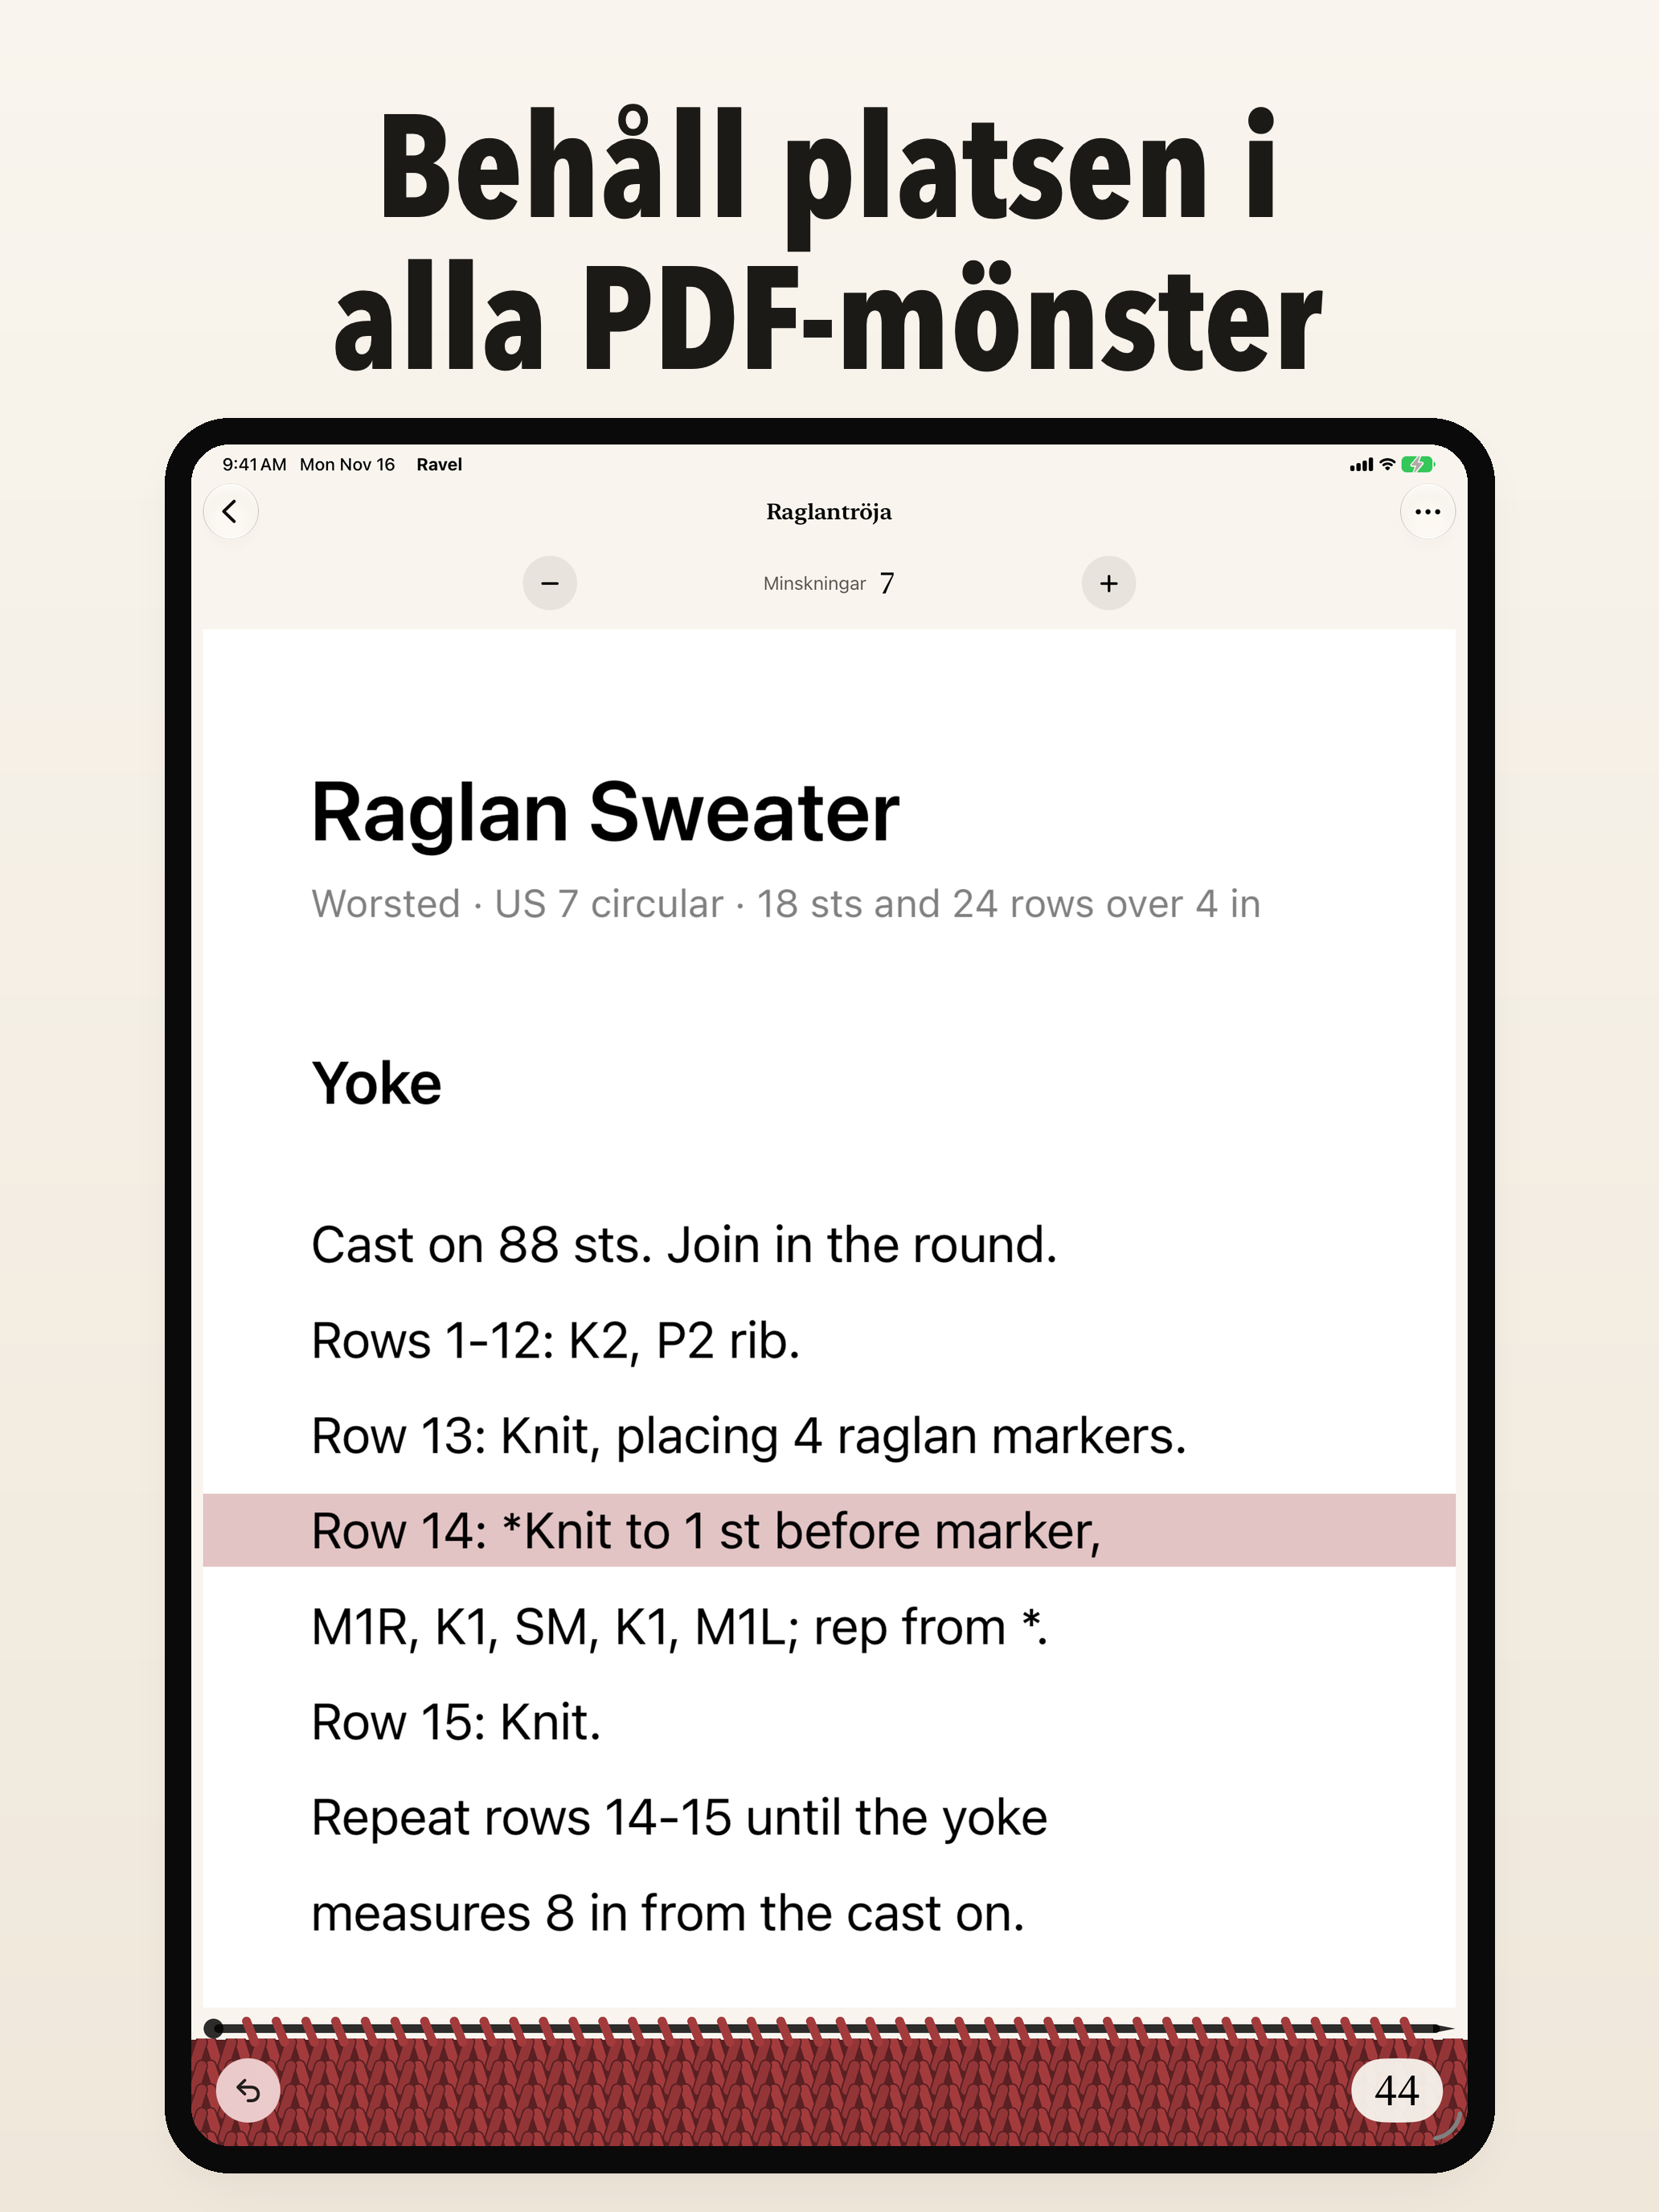 Behåll platsen i
alla PDF-mönster
9:41 AM Mon Nov 16 Ravel
Raglantröja
Minskningar 7
Raglan Sweater
Worsted · US 7 circular · 18 sts and 24 rows over 4 in
Yoke
Cast on 88 sts. Join in the round.
Rows 1-12: K2, P2 rib.
Row 13: Knit, placing 4 raglan markers.
Row 14: *Knit to 1 st before marker,
M1R, K1, SM, K1, M1L; rep from *.
Row 15: Knit.
Repeat rows 14-15 until the yoke
measures 8 in from the cast on.
44